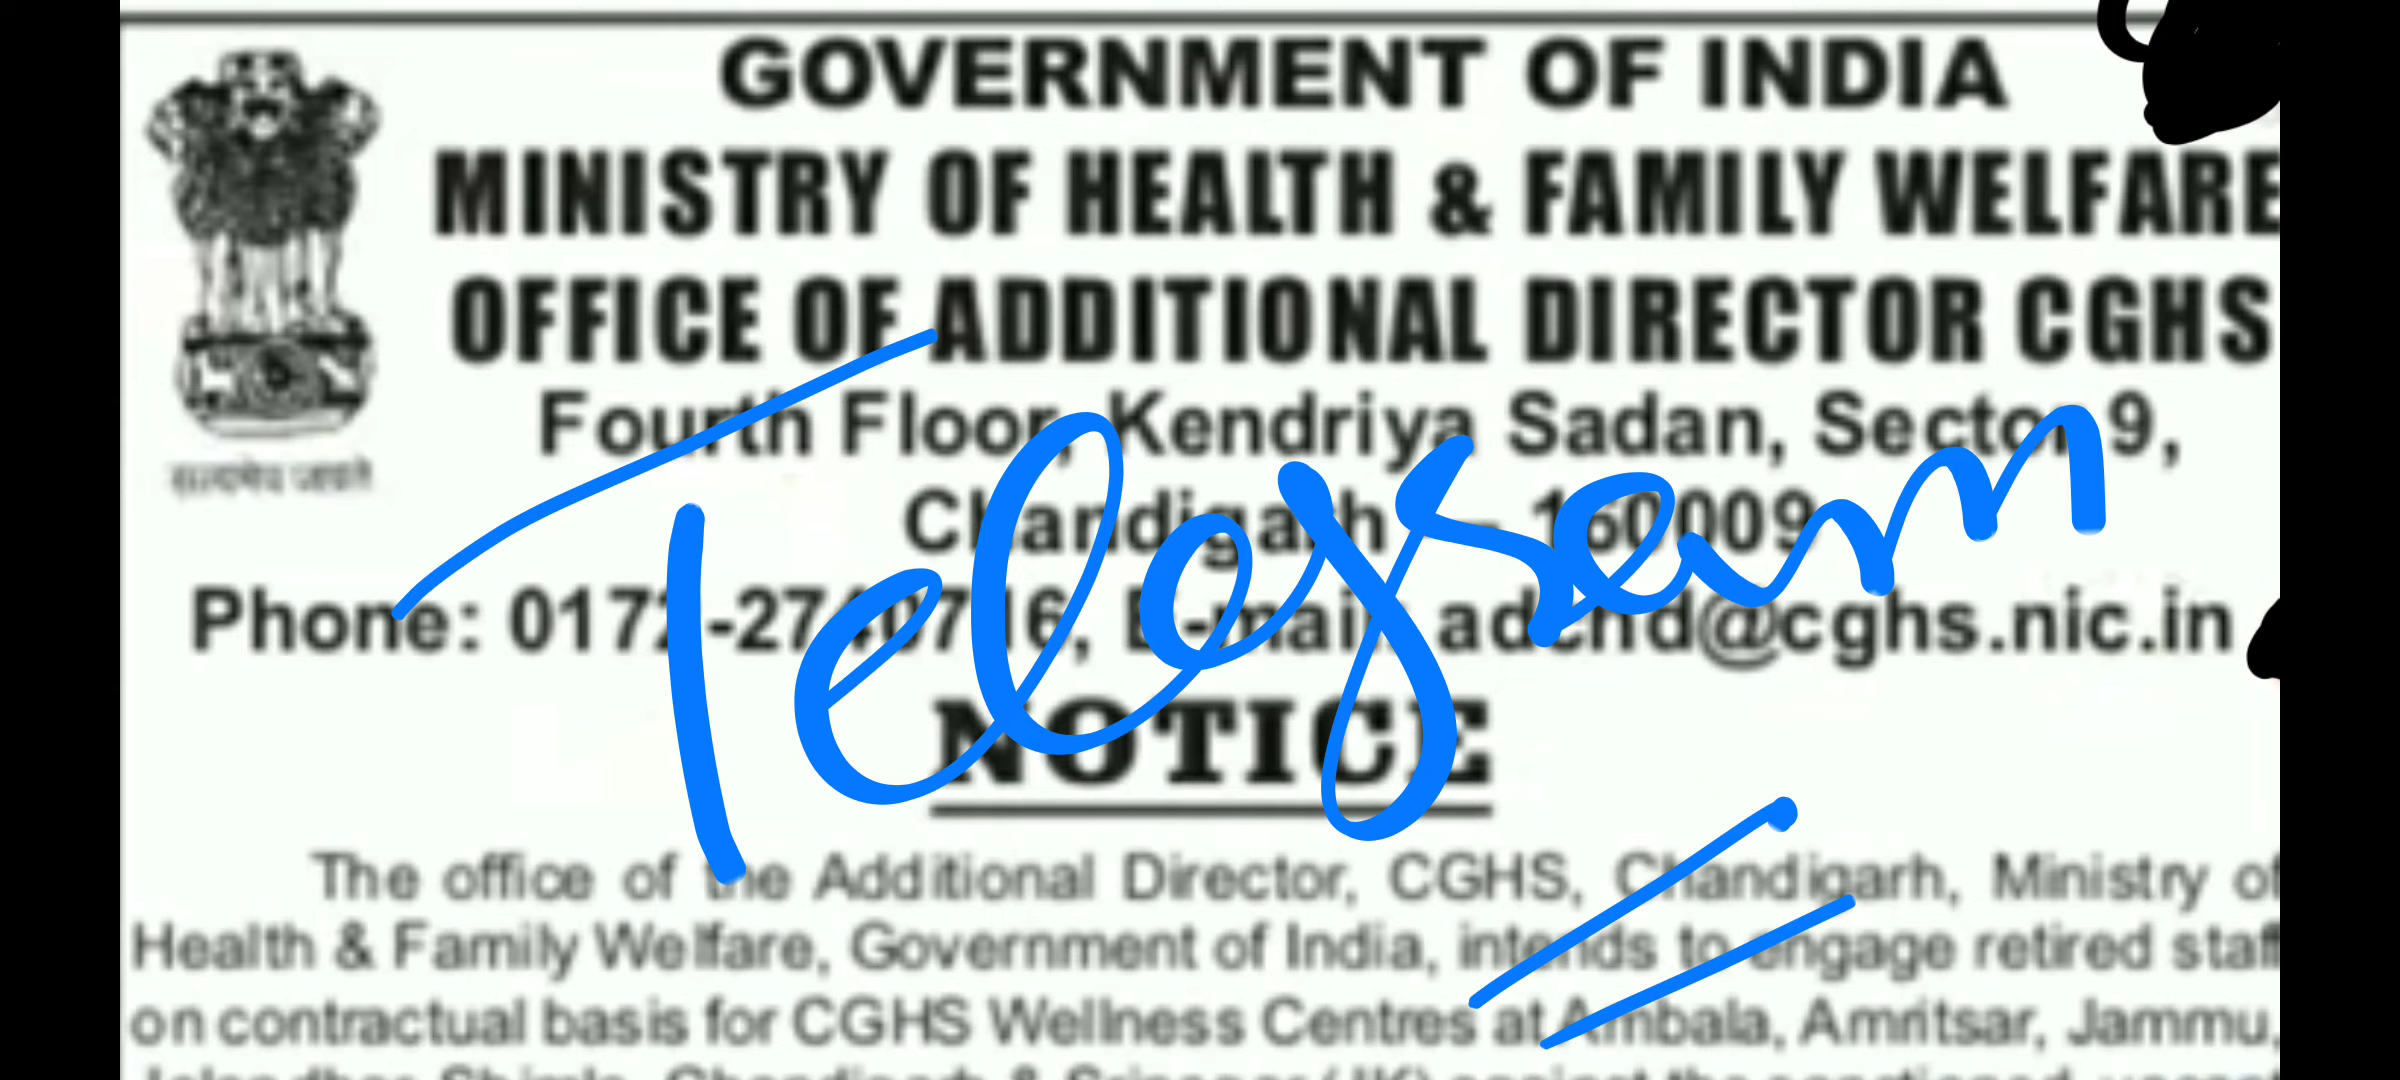 GOVERNMENT OF INDIA
MINISTRY OF HEALTH & FAMILY WELFARE
OFFICE OF ADDITIONAL DIRECTOR CGHS
Fourth Floor, Kendriya Sadan, Sector 9,
सत्यमेव जयते
Chandigarh – 160009
Phone: 0172-2740716, E-mail: adchd@cghs.nic.in
NOTICE
The office of the Additional Director, CGHS, Chandigarh, Ministry of
Health & Family Welfare, Government of India, intends to engage retired staff
on contractual basis for CGHS Wellness Centres at Ambala, Amritsar, Jammu,